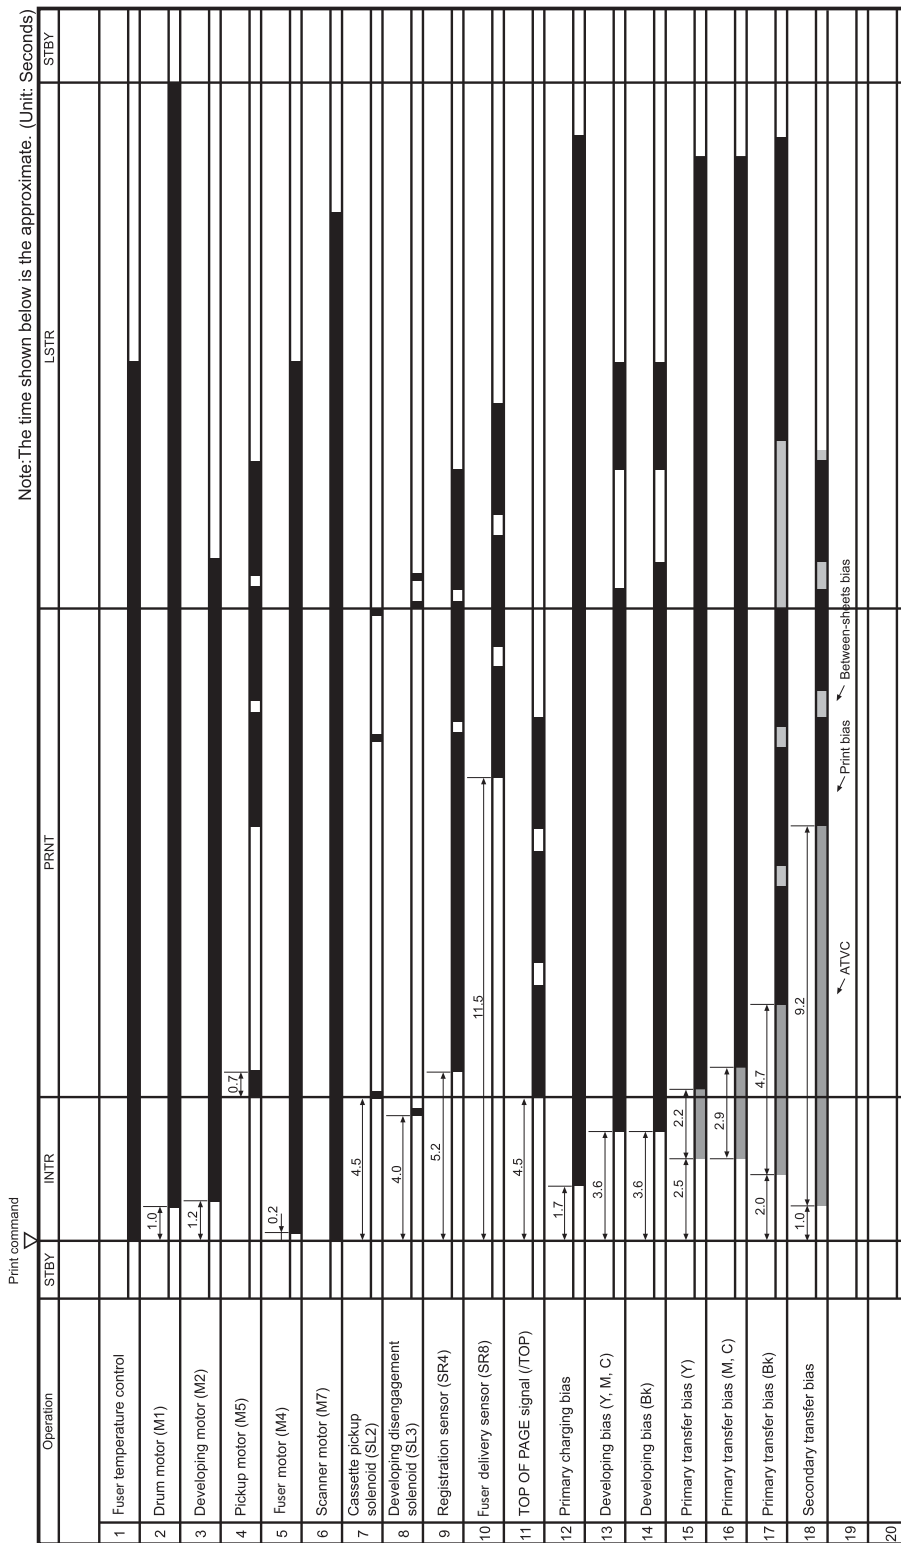 Note:The time shown below is the approximate. (Unit: Seconds)
Print command
Operation
STBY
INTR
PRNT
LSTR
STBY
1 Fuser temperature control
2 Drum motor (M1)
1.0
3 Developing motor (M2)
1.2
4 Pickup motor (M5)
0.7
5 Fuser motor (M4)
0.2
6 Scanner motor (M7)
7 Cassette pickup
solenoid (SL2)
4.5
8 Developing disengagement
solenoid (SL3)
4.0
9 Registration sensor (SR4)
5.2
10 Fuser delivery sensor (SR8)
11.5
11 TOP OF PAGE signal (/TOP)
4.5
12 Primary charging bias
1.7
13 Developing bias (Y, M, C)
3.6
14 Developing bias (Bk)
3.6
15 Primary transfer bias (Y)
2.5 2.2
16 Primary transfer bias (M, C)
2.9
17 Primary transfer bias (Bk)
2.0 4.7
18 Secondary transfer bias
1.0 9.2
19
ATVC
Print bias
Between-sheets bias
20